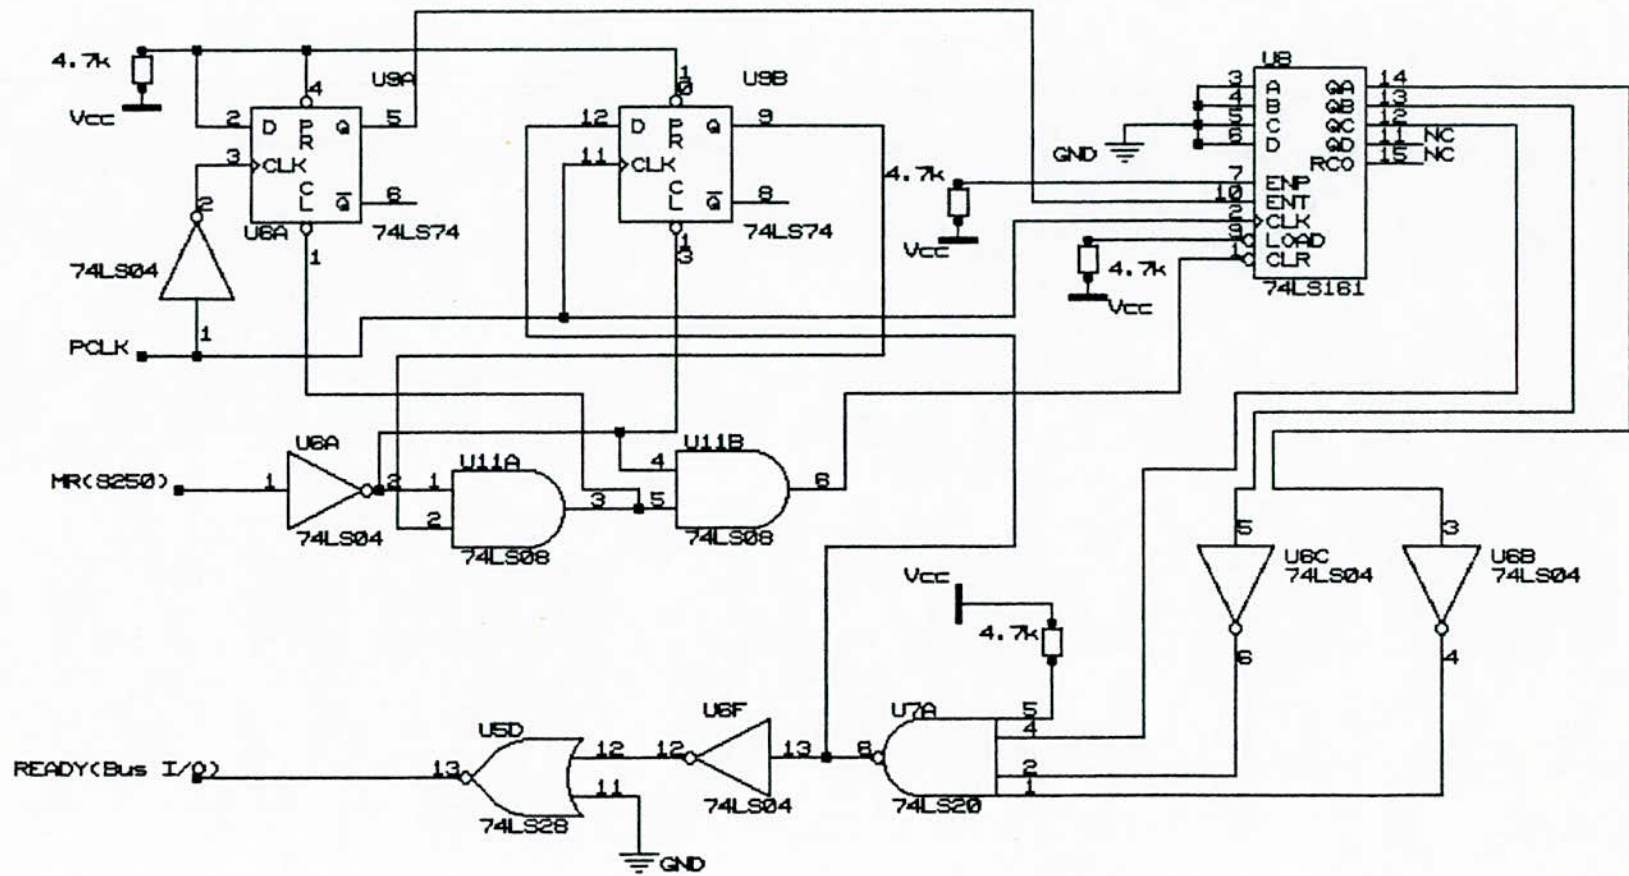 4.7k
Vcc
U9A
4
2 D PR Q 5
3 CLK
CL Q 6
2
U6A
74LS74
1
74LS04
1
PCLK
U9B
10
12 D PR Q 9
11 CLK
CL Q 8
74LS74
13
U8
3 A QA 14
4 B QB 13
5 C QC 12
6 D QD 11 NC
RCO 15 NC
GND
4.7k
7 ENP
10 ENT
2 CLK
9 LOAD
1 CLR
Vcc
4.7k
Vcc
74LS161
MR(8250)
U6A
1 2
74LS04
U11A
1
2
3
74LS08
U11B
4
5
6
74LS08
5
U6C
74LS04
6
3
U6B
74LS04
4
Vcc
4.7k
U7A
5
4
2
1
8
74LS20
U6F
12 13
74LS04
U5D
12
11
13
74LS28
READY(Bus I/O)
GND